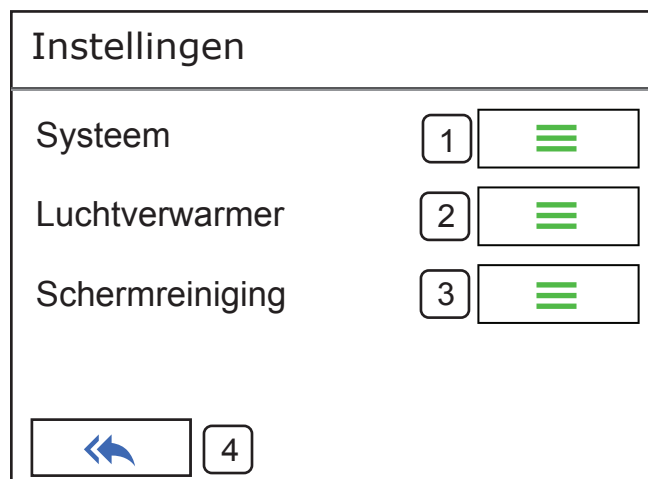 Instellingen
Systeem 1
Luchtverwarmer 2
Schermreiniging 3
4